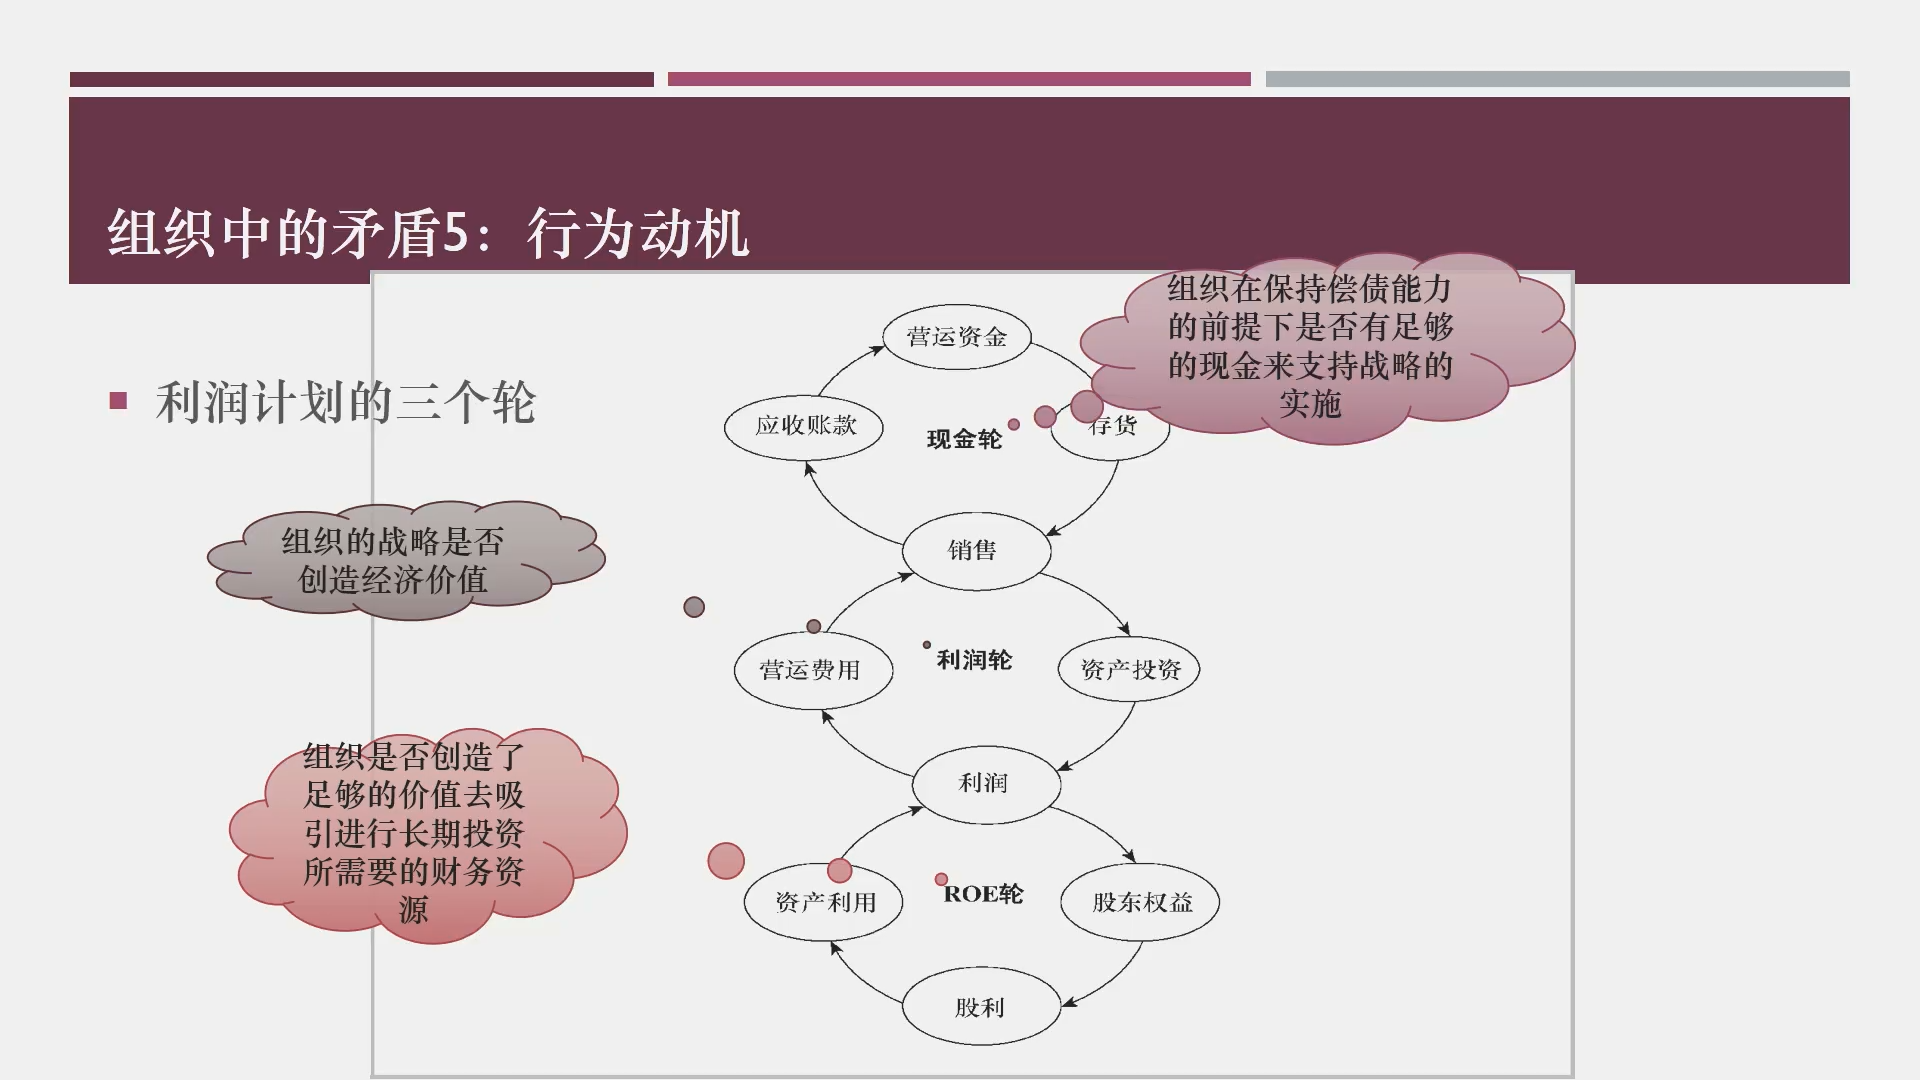 组织中的矛盾5：行为动机
利润计划的三个轮
组织在保持偿债能力
的前提下是否有足够
的现金来支持战略的
实施
营运资金
应收账款
现金轮
存货
组织的战略是否
创造经济价值
销售
营运费用
利润轮
资产投资
组织是否创造了
足够的价值去吸
引进行长期投资
所需要的财务资
源
利润
资产利用
ROE轮
股东权益
股利